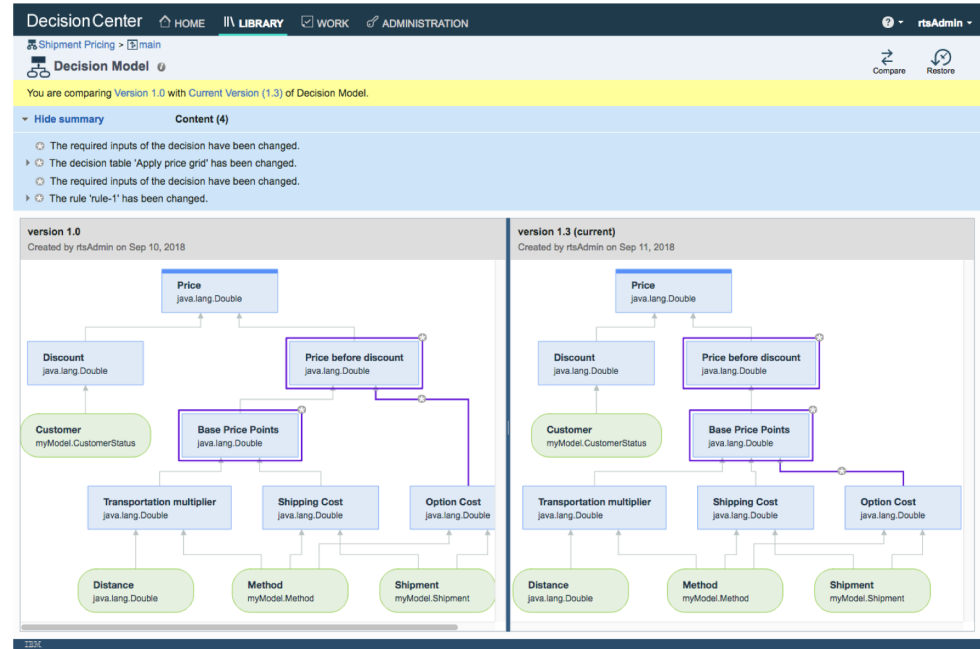 Decision Center HOME LIBRARY WORK ADMINISTRATION ? rtsAdmin
Shipment Pricing > main
Decision Model
Compare Restore
You are comparing Version 1.0 with Current Version (1.3) of Decision Model.
Hide summary Content (4)
The required inputs of the decision have been changed.
The decision table 'Apply price grid' has been changed.
The required inputs of the decision have been changed.
The rule 'rule-1' has been changed.
version 1.0
Created by rtsAdmin on Sep 10, 2018
Price
java.lang.Double
Discount
java.lang.Double
Price before discount
java.lang.Double
Customer
myModel.CustomerStatus
Base Price Points
java.lang.Double
Transportation multiplier
java.lang.Double
Shipping Cost
java.lang.Double
Option Cost
java.lang.Double
Distance
java.lang.Double
Method
myModel.Method
Shipment
myModel.Shipment
version 1.3 (current)
Created by rtsAdmin on Sep 11, 2018
Price
java.lang.Double
Discount
java.lang.Double
Price before discount
java.lang.Double
Customer
myModel.CustomerStatus
Base Price Points
java.lang.Double
Transportation multiplier
java.lang.Double
Shipping Cost
java.lang.Double
Option Cost
java.lang.Double
Distance
java.lang.Double
Method
myModel.Method
Shipment
myModel.Shipment
IBM